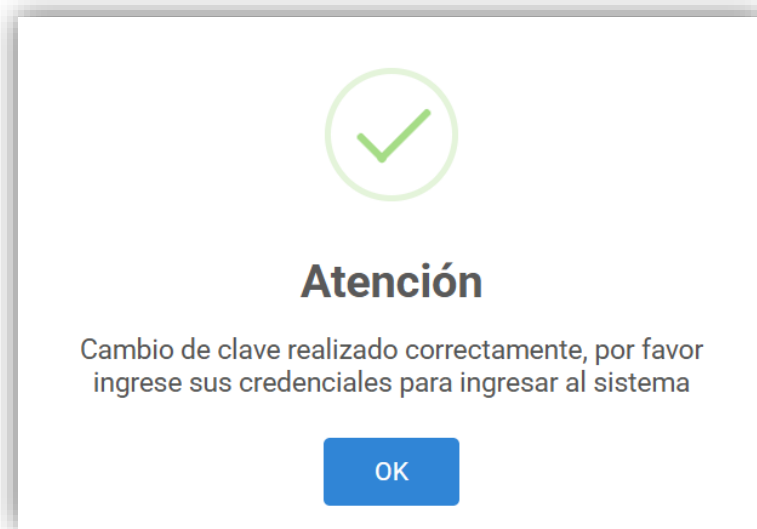 Atención
Cambio de clave realizado correctamente, por favor
ingrese sus credenciales para ingresar al sistema
OK